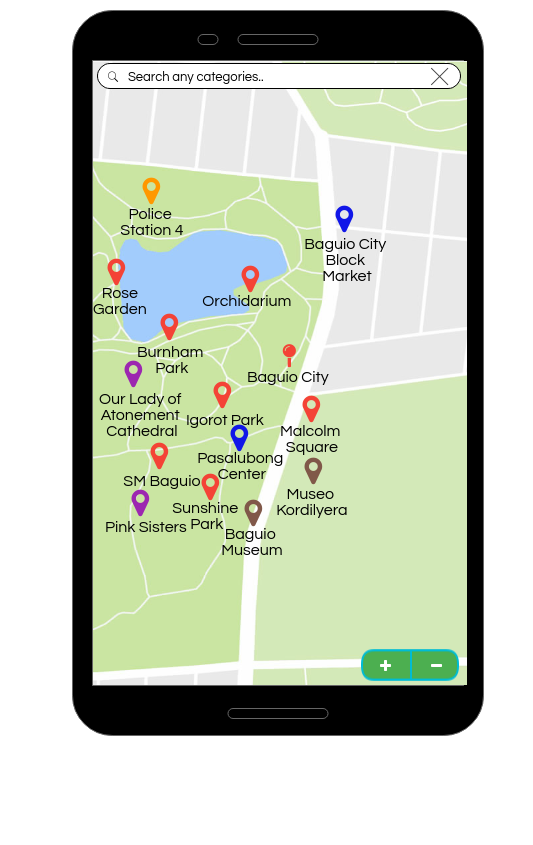 Search any categories..
Police
Station 4
Baguio City
Block
Market
Rose
Garden
Orchidarium
Burnham
Park
Baguio City
Our Lady of
Atonement
Cathedral
Igorot Park
Malcolm
Square
Pasalubong
Center
SM Baguio
Museo
Kordilyera
Sunshine
Park
Pink Sisters
Baguio
Museum
+
−